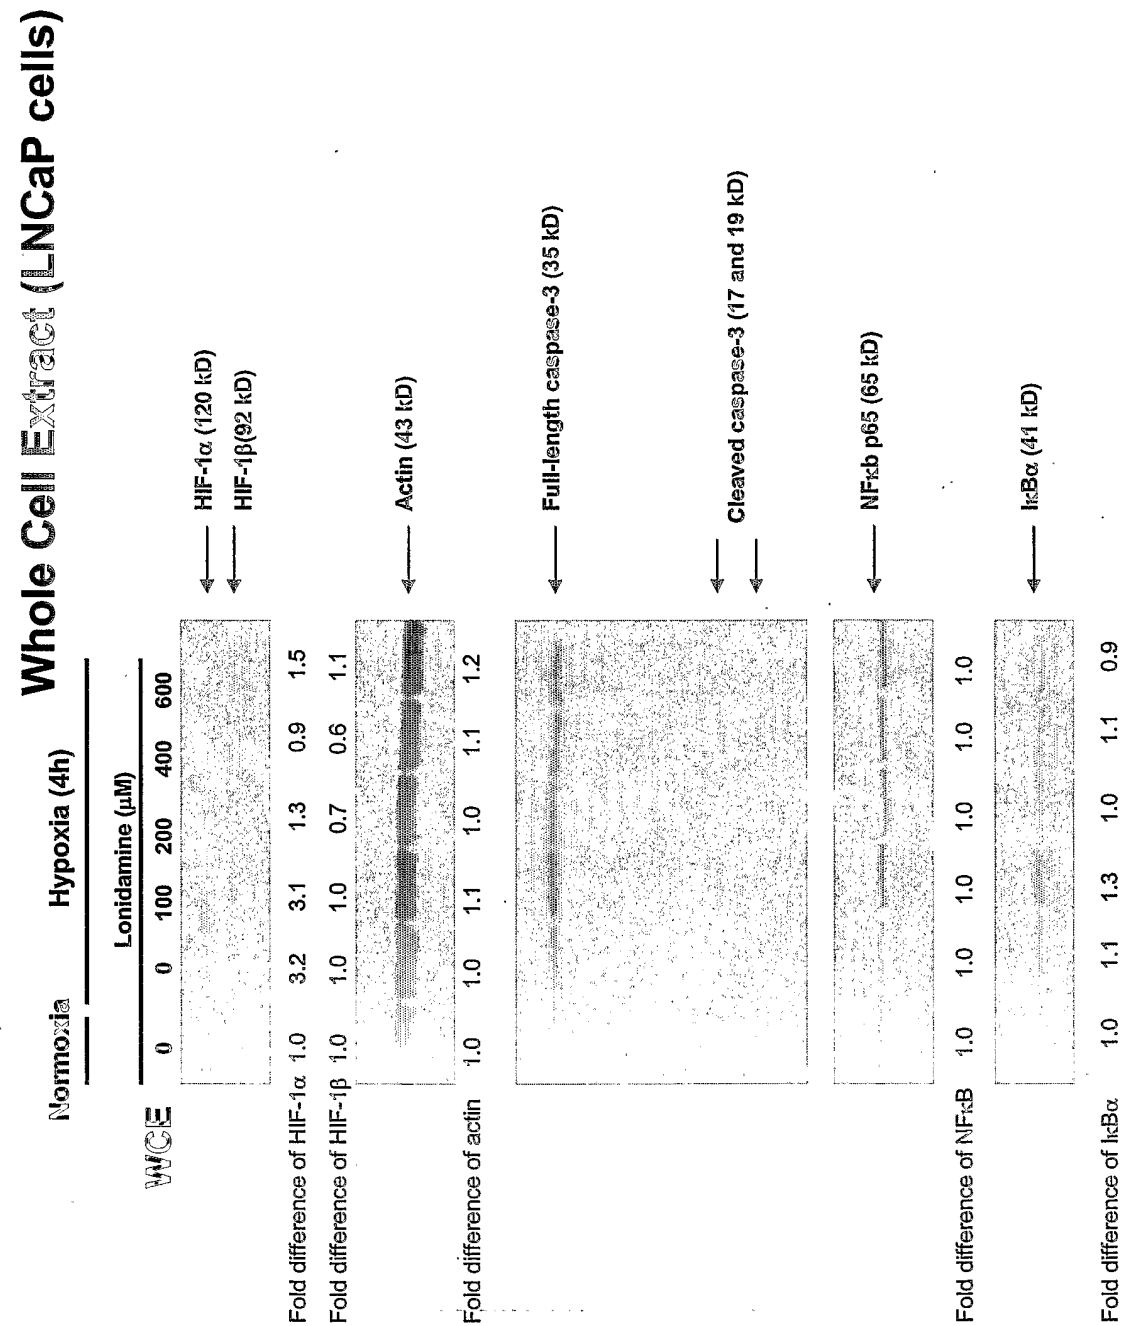 Whole Cell Extract (LNCaP cells)
Normoxia Hypoxia (4h)
Lonidamine (μM)
WCE 0 0 100 200 400 600
HIF-1α (120 kD)
HIF-1β(92 kD)
Fold difference of HIF-1α 1.0 3.2 3.1 1.3 0.9 1.5
Fold difference of HIF-1β 1.0 1.0 1.0 0.7 0.6 1.1
Actin (43 kD)
Fold difference of actin 1.0 1.0 1.1 1.0 1.1 1.2
Full-length caspase-3 (35 kD)
Cleaved caspase-3 (17 and 19 kD)
NFκb p65 (65 kD)
Fold difference of NFκB 1.0 1.0 1.0 1.0 1.0 1.0
IκBα (41 kD)
Fold difference of IκBα 1.0 1.1 1.3 1.0 1.1 0.9